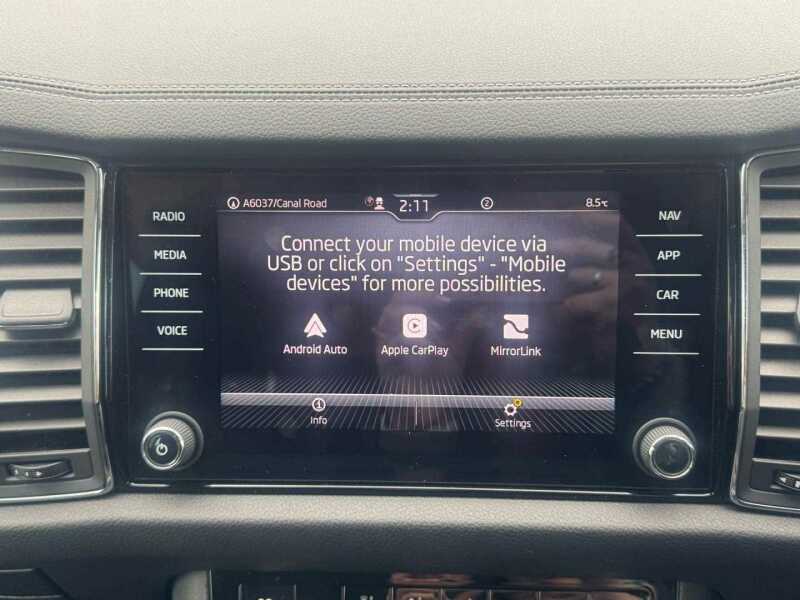 RADIO
MEDIA
PHONE
VOICE
A6037/Canal Road
2:11
2
8.5°C
Connect your mobile device via
USB or click on "Settings" - "Mobile
devices" for more possibilities.
Android Auto
Apple CarPlay
MirrorLink
Info
Settings
NAV
APP
CAR
MENU